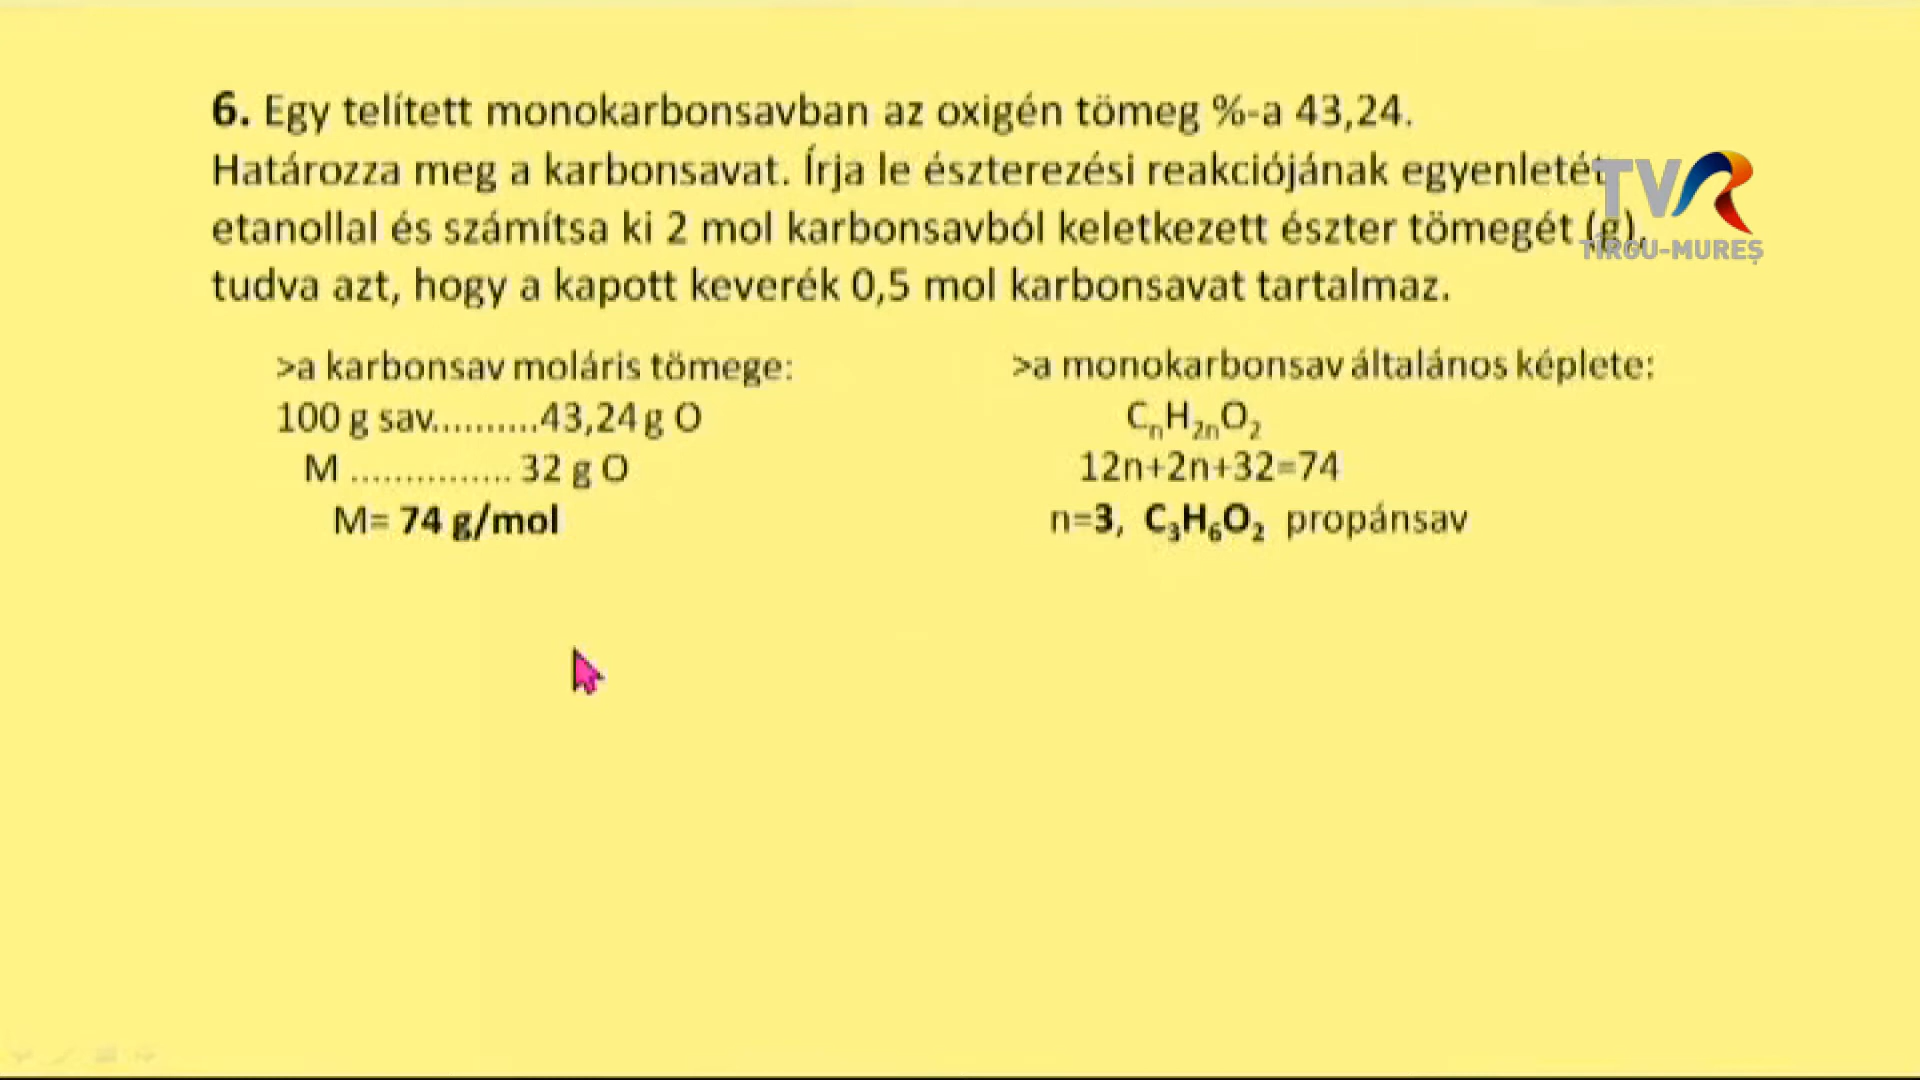 6. Egy telített monokarbonsavban az oxigén tömeg %-a 43,24.
Határozza meg a karbonsavat. Írja le észterezési reakciójának egyenletét
etanollal és számítsa ki 2 mol karbonsavból keletkezett észter tömegét (g),
tudva azt, hogy a kapott keverék 0,5 mol karbonsavat tartalmaz.
TVR
TÎRGU-MUREȘ
>a karbonsav moláris tömege:
100 g sav..........43,24 g O
M ............... 32 g O
M= 74 g/mol
>a monokarbonsav általános képlete:
CnH2nO2
12n+2n+32=74
n=3, C3H6O2 propánsav